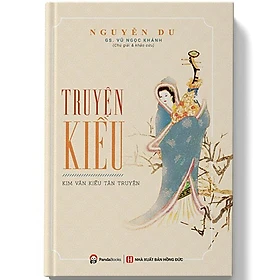 NGUYỄN DU
GS. VŨ NGỌC KHÁNH
(Chú giải & khảo cứu)
TRUYỆN
KIỀU
KIM VÂN KIỀU TÂN TRUYỆN
PandaBooks
NHÀ XUẤT BẢN HỒNG ĐỨC